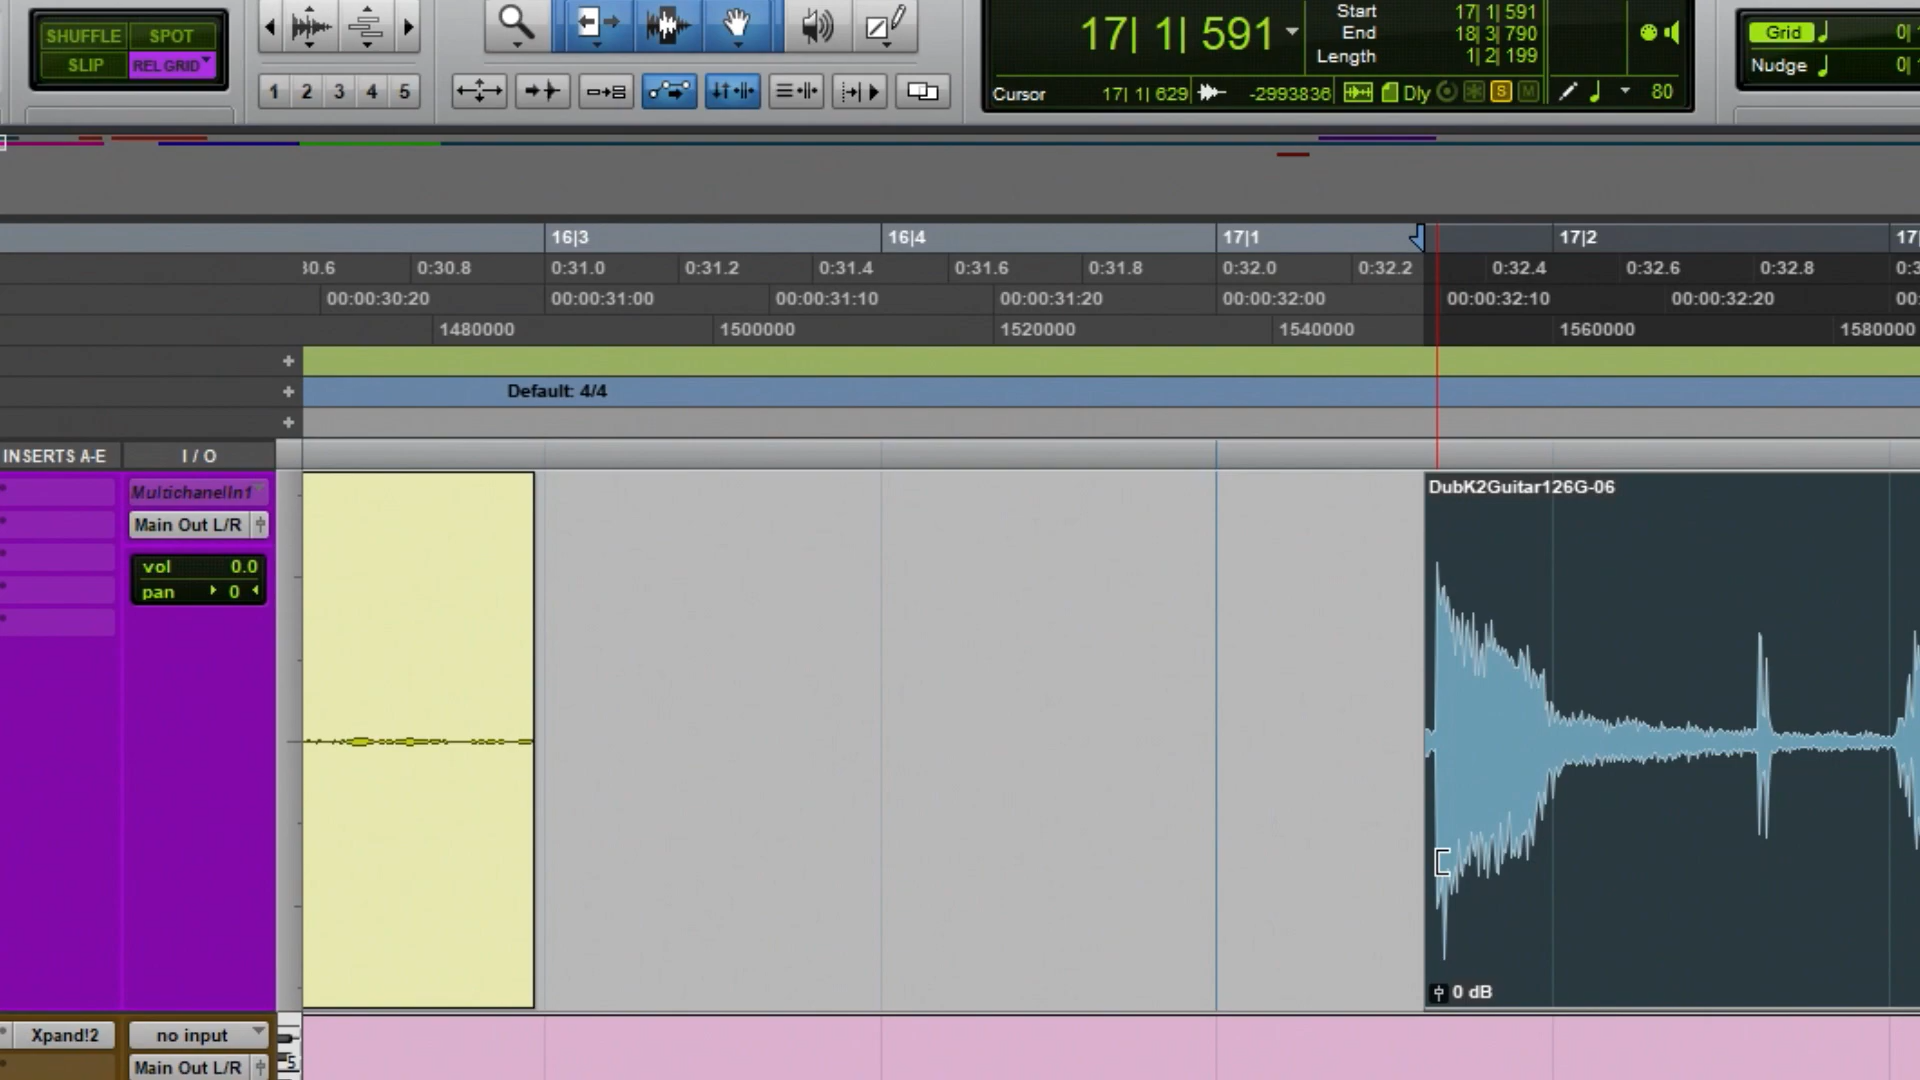 SHUFFLE SPOT
SLIP REL GRID
1 2 3 4 5
17| 1| 591
Start 17| 1| 591
End 18| 3| 790
Length 1| 2| 199
Cursor 17| 1| 629 -2993836 Dly S M 80
Grid 0|
Nudge 0|
16|3 16|4 17|1 17|2 17|
30.6 0:30.8 0:31.0 0:31.2 0:31.4 0:31.6 0:31.8 0:32.0 0:32.2 0:32.4 0:32.6 0:32.8 0:3
00:00:30:20 00:00:31:00 00:00:31:10 00:00:31:20 00:00:32:00 00:00:32:10 00:00:32:20 00:
1480000 1500000 1520000 1540000 1560000 1580000
Default: 4/4
INSERTS A-E I / O
MultichanelIn1
Main Out L/R
vol 0.0
pan 0
DubK2Guitar126G-06
0 dB
Xpand!2 no input
Main Out L/R
5